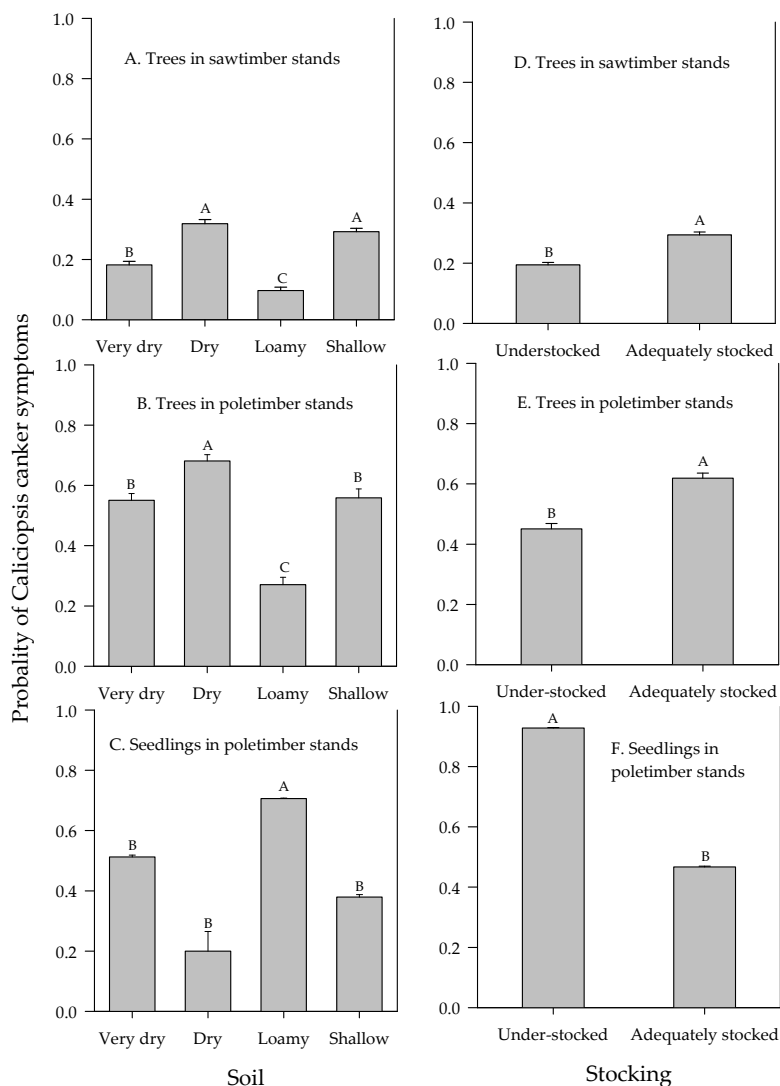 Probality of Caliciopsis canker symptoms
A. Trees in sawtimber stands
1.0
0.8
0.6
0.4
0.2
0.0
B
A
C
A
Very dry Dry Loamy Shallow
B. Trees in poletimber stands
1.0
0.8
0.6
0.4
0.2
0.0
B
A
C
B
Very dry Dry Loamy Shallow
C. Seedlings in poletimber stands
1.0
0.8
0.6
0.4
0.2
0.0
B
B
A
B
Very dry Dry Loamy Shallow
Soil
D. Trees in sawtimber stands
1.0
0.8
0.6
0.4
0.2
0.0
B
A
Understocked Adequately stocked
E. Trees in poletimber stands
1.0
0.8
0.6
0.4
0.2
0.0
B
A
Under-stocked Adequately stocked
F. Seedlings in
poletimber stands
1.0
0.8
0.6
0.4
0.2
0.0
A
B
Under-stocked Adequately stocked
Stocking